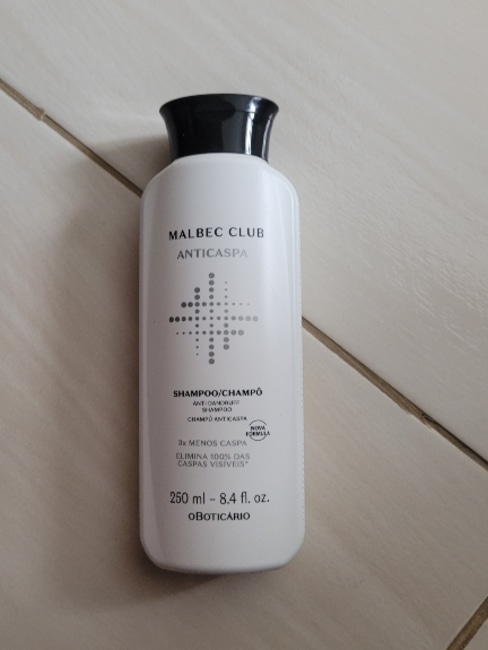 MALBEC CLUB
ANTICASPA
SHAMPOO/CHAMPÔ
ANTI DANDRUFF
SHAMPOO
CHAMPÚ ANTICASPA
NOVA
FÓRMULA
3x MENOS CASPA
ELIMINA 100% DAS
CASPAS VISÍVEIS*
250 ml - 8.4 fl. oz.
oBOTICÁRIO